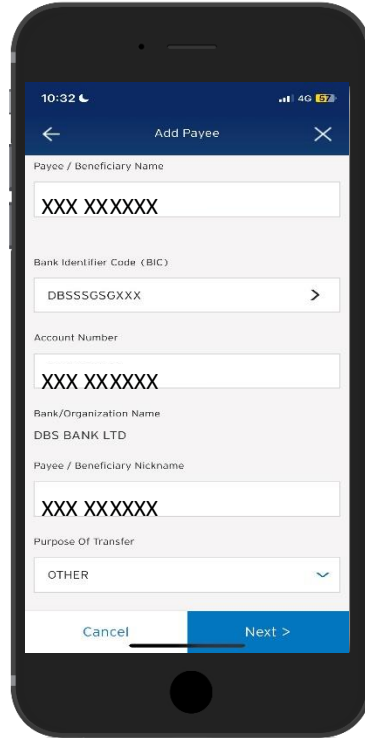 10:32
4G 57
Add Payee
Payee / Beneficiary Name
XXX XXXXXX
Bank Identifier Code (BIC)
DBSSSGSGXXX
Account Number
XXX XXXXXX
Bank/Organization Name
DBS BANK LTD
Payee / Beneficiary Nickname
XXX XXXXXX
Purpose Of Transfer
OTHER
Cancel
Next >